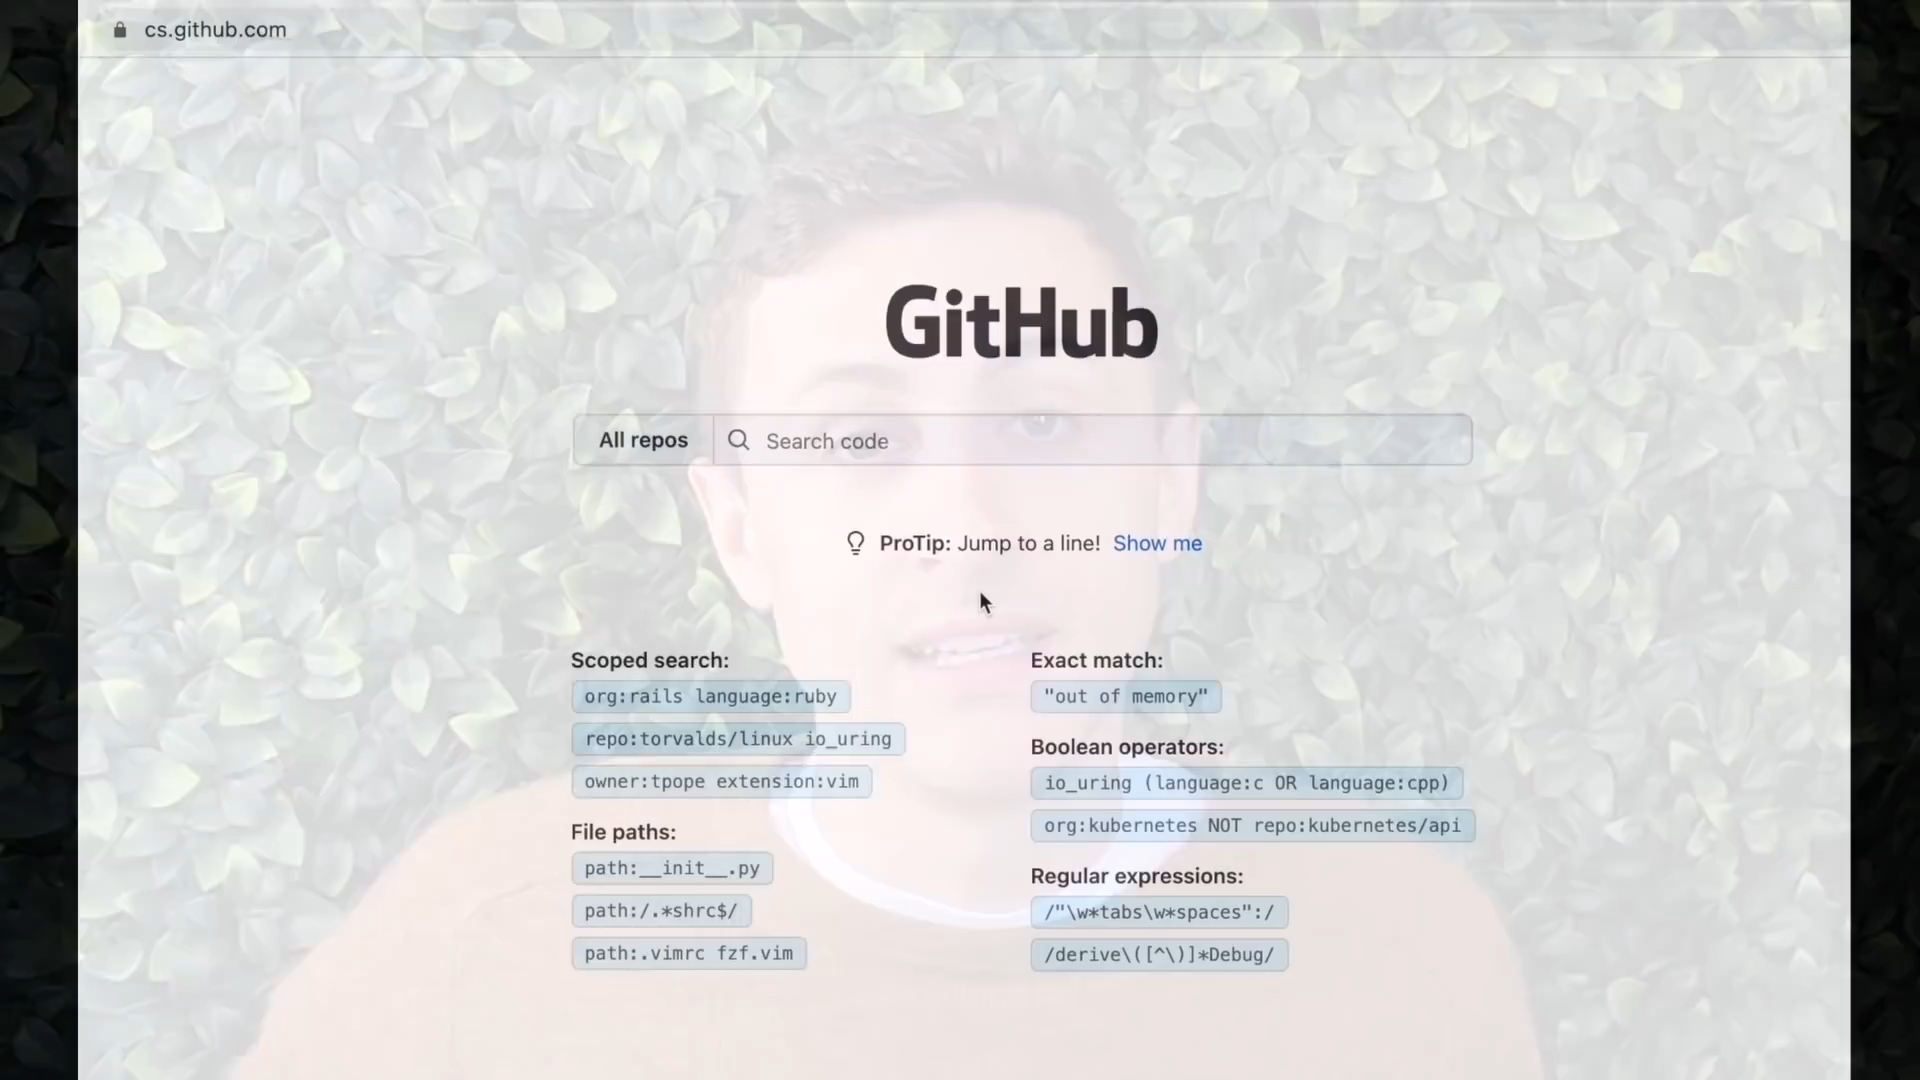 cs.github.com
GitHub
All repos Search code
ProTip: Jump to a line! Show me
Scoped search:
org:rails language:ruby
repo:torvalds/linux io_uring
owner:tpope extension:vim
File paths:
path:__init__.py
path:/.*shrc$/
path:.vimrc fzf.vim
Exact match:
"out of memory"
Boolean operators:
io_uring (language:c OR language:cpp)
org:kubernetes NOT repo:kubernetes/api
Regular expressions:
/"\w*tabs\w*spaces":/
/derive\([^\)]*Debug/